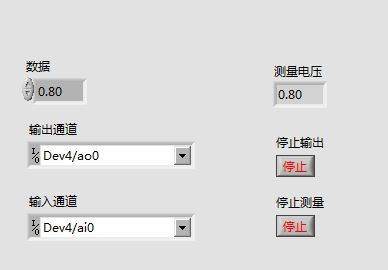 数据
测量电压
0.80
0.80
输出通道
停止输出
I/O Dev4/ao0
停止
输入通道
停止测量
I/O Dev4/ai0
停止